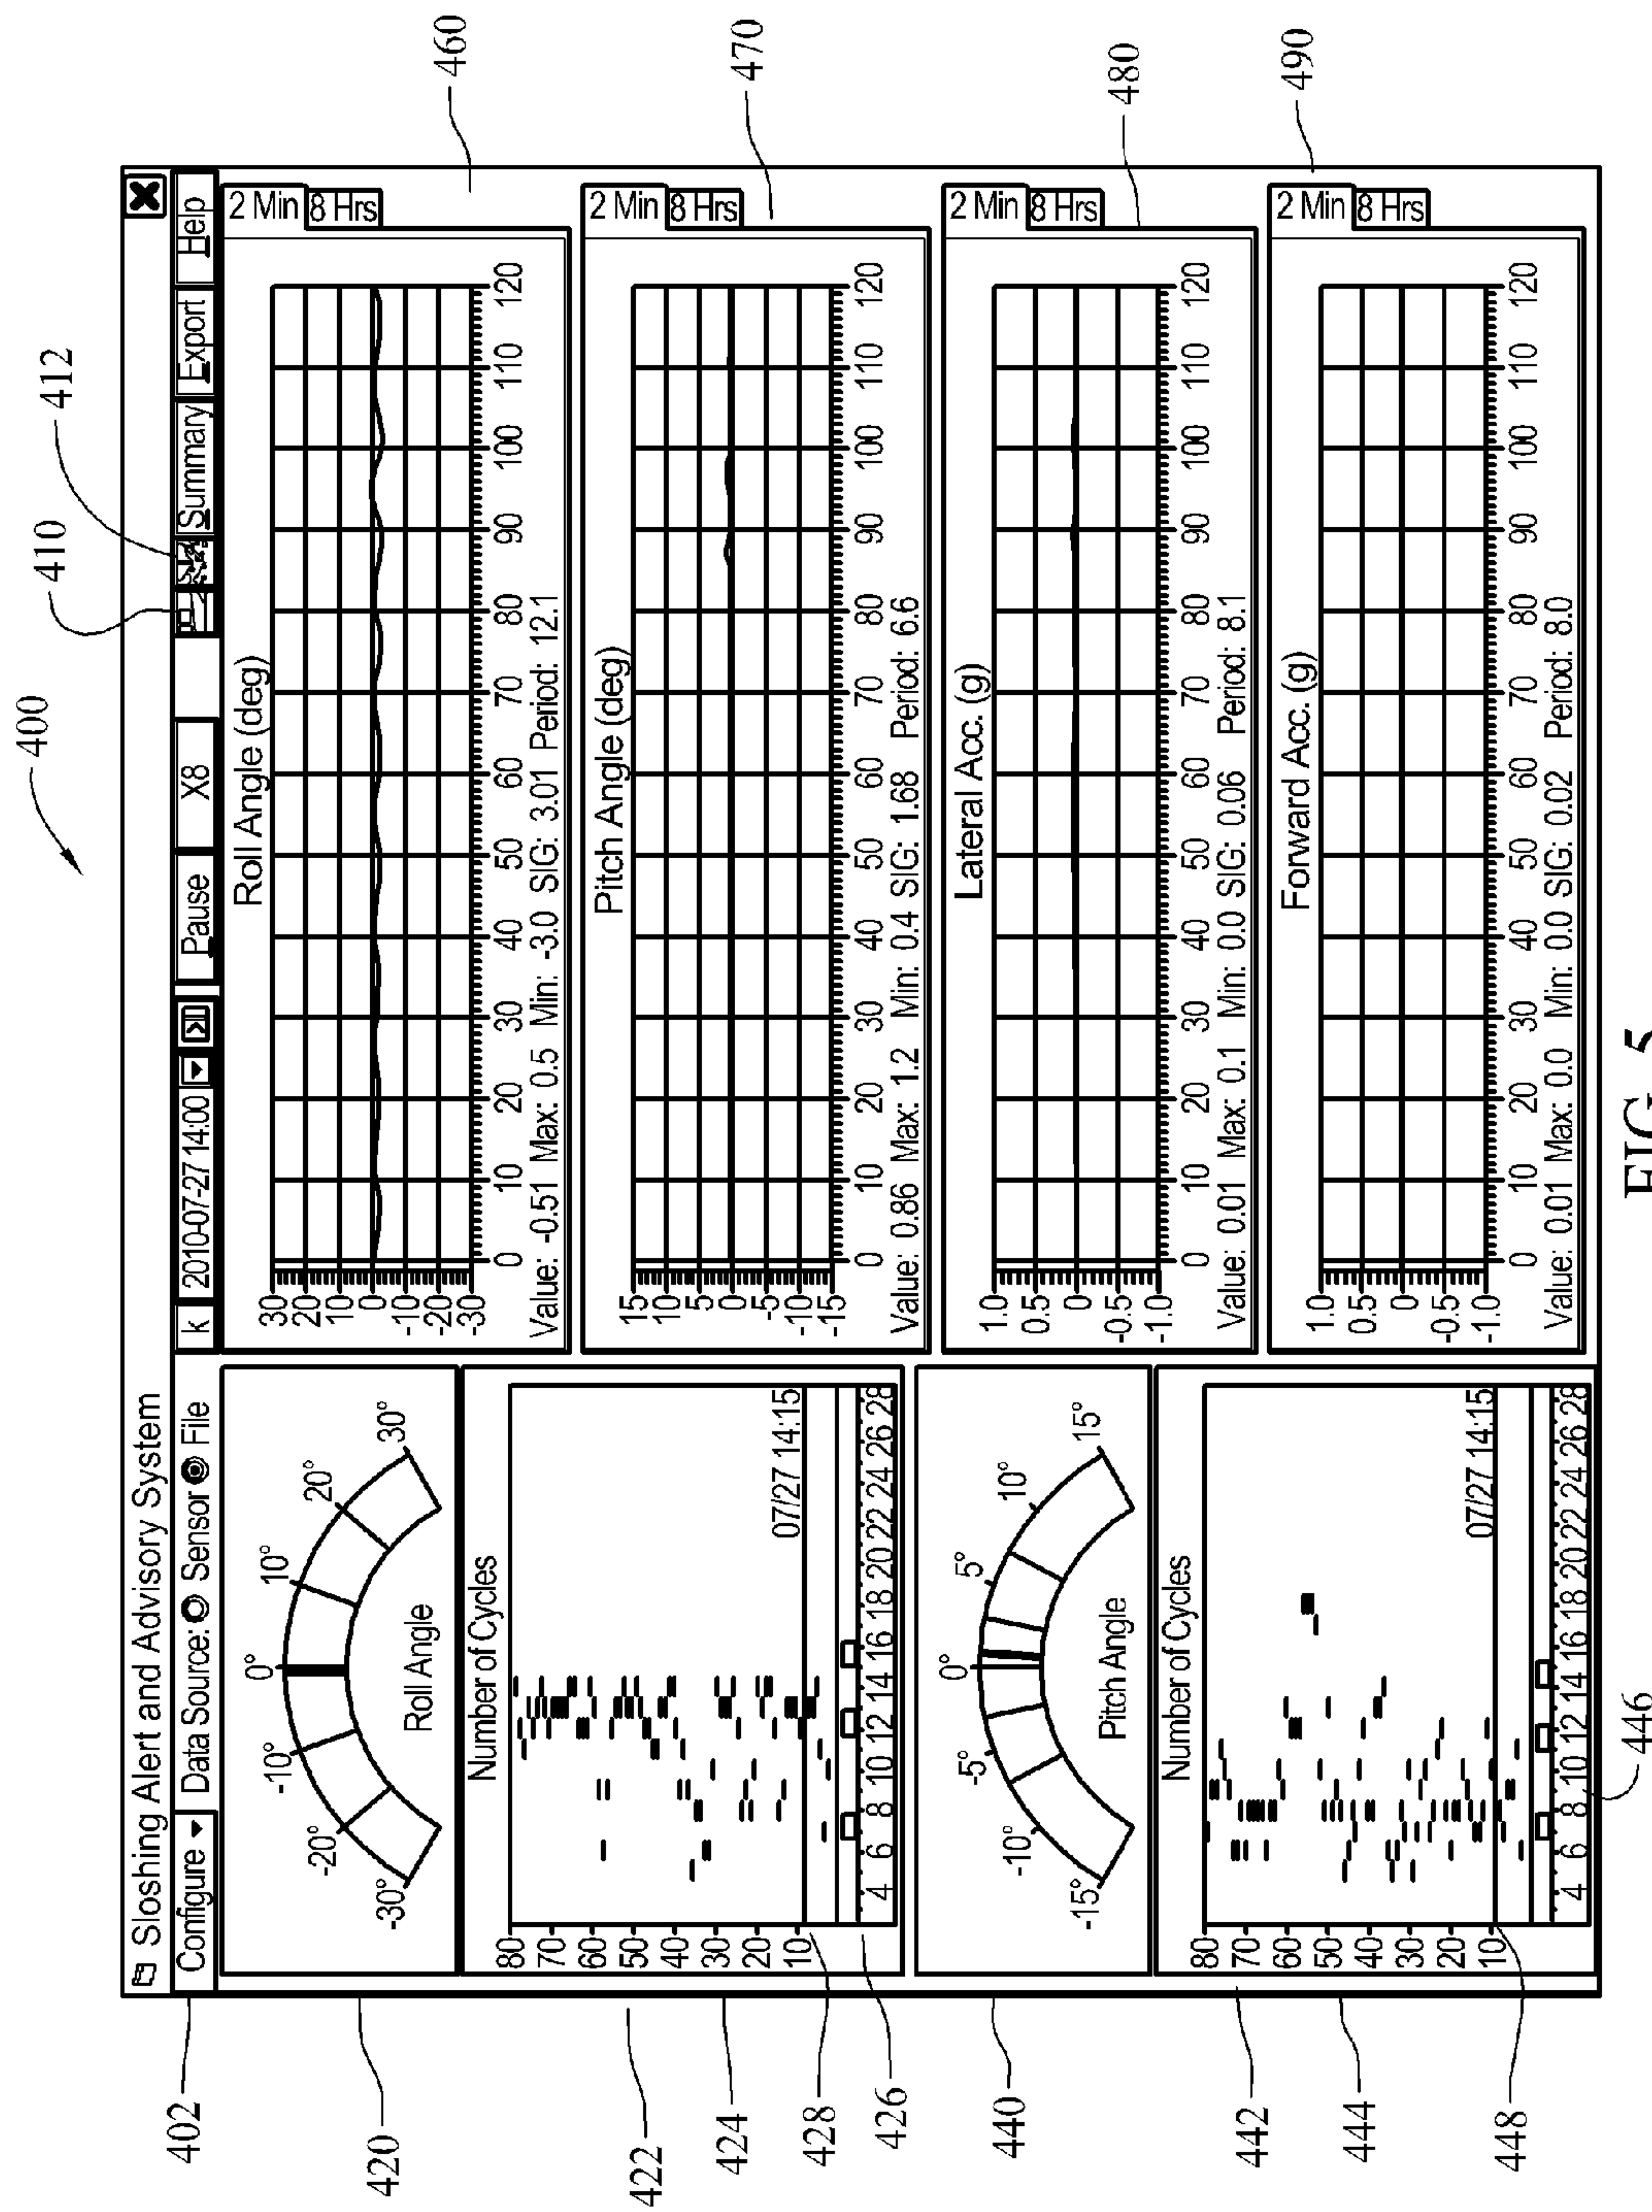 400
410
412
Sloshing Alert and Advisory System
Configure
Data Source: Sensor File
k
2010-07-27 14:00
Pause
X8
Summary
Export
Help
402
420
-30°
-20°
-10°
0°
10°
20°
30°
Roll Angle
422
Number of Cycles
80
70
60
50
40
30
20
10
07/27 14:15
4 6 8 10 12 14 16 18 20 22 24 26 28
424
428
426
440
-15°
-10°
-5°
0°
5°
10°
15°
Pitch Angle
442
Number of Cycles
80
70
60
50
40
30
20
10
07/27 14:15
4 6 8 10 12 14 16 18 20 22 24 26 28
444
448
446
Roll Angle (deg)
2 Min
8 Hrs
460
30
20
10
0
-10
-20
-30
0 10 20 30 40 50 60 70 80 90 100 110 120
Value: -0.51 Max: 0.5 Min: -3.0 SIG: 3.01 Period: 12.1
Pitch Angle (deg)
2 Min
8 Hrs
470
15
10
5
0
-5
-10
-15
0 10 20 30 40 50 60 70 80 90 100 110 120
Value: 0.86 Max: 1.2 Min: 0.4 SIG: 1.68 Period: 6.6
Lateral Acc. (g)
2 Min
8 Hrs
480
1.0
0.5
0
-0.5
-1.0
0 10 20 30 40 50 60 70 80 90 100 110 120
Value: 0.01 Max: 0.1 Min: 0.0 SIG: 0.06 Period: 8.1
Forward Acc. (g)
2 Min
8 Hrs
490
1.0
0.5
0
-0.5
-1.0
0 10 20 30 40 50 60 70 80 90 100 110 120
Value: 0.01 Max: 0.0 Min: 0.0 SIG: 0.02 Period: 8.0
FIG. 5